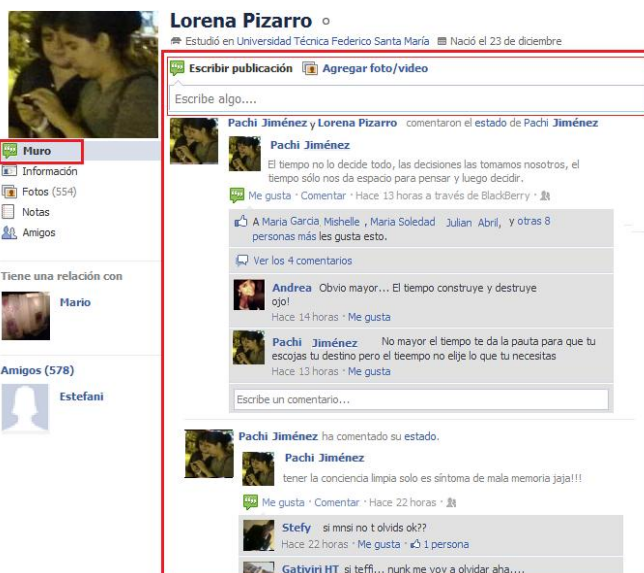 Lorena Pizarro
Estudió en Universidad Técnica Federico Santa María Nació el 23 de diciembre
Escribir publicación Agregar foto/video
Escribe algo....
Muro
Información
Fotos (554)
Notas
Amigos
Tiene una relación con
Mario
Amigos (578)
Estefani
Pachi Jiménez y Lorena Pizarro comentaron el estado de Pachi Jiménez
Pachi Jiménez
El tiempo no lo decide todo, las decisiones las tomamos nosotros, el
tiempo sólo nos da espacio para pensar y luego decidir.
Me gusta · Comentar · Hace 13 horas a través de BlackBerry ·
A Maria Garcia Mishelle , Maria Soledad Julian Abril, y otras 8
personas más les gusta esto.
Ver los 4 comentarios
Andrea Obvio mayor... El tiempo construye y destruye
ojo!
Hace 14 horas · Me gusta
Pachi Jiménez No mayor el tiempo te da la pauta para que tu
escojas tu destino pero el tieempo no elije lo que tu necesitas
Hace 13 horas · Me gusta
Escribe un comentario...
Pachi Jiménez ha comentado su estado.
Pachi Jiménez
tener la conciencia limpia solo es síntoma de mala memoria jaja!!!
Me gusta · Comentar · Hace 22 horas ·
Stefy si mnsi no t olvids ok??
Hace 22 horas · Me gusta · 1 persona
Gativiri HT si teffi... nunk me voy a olvidar aha....